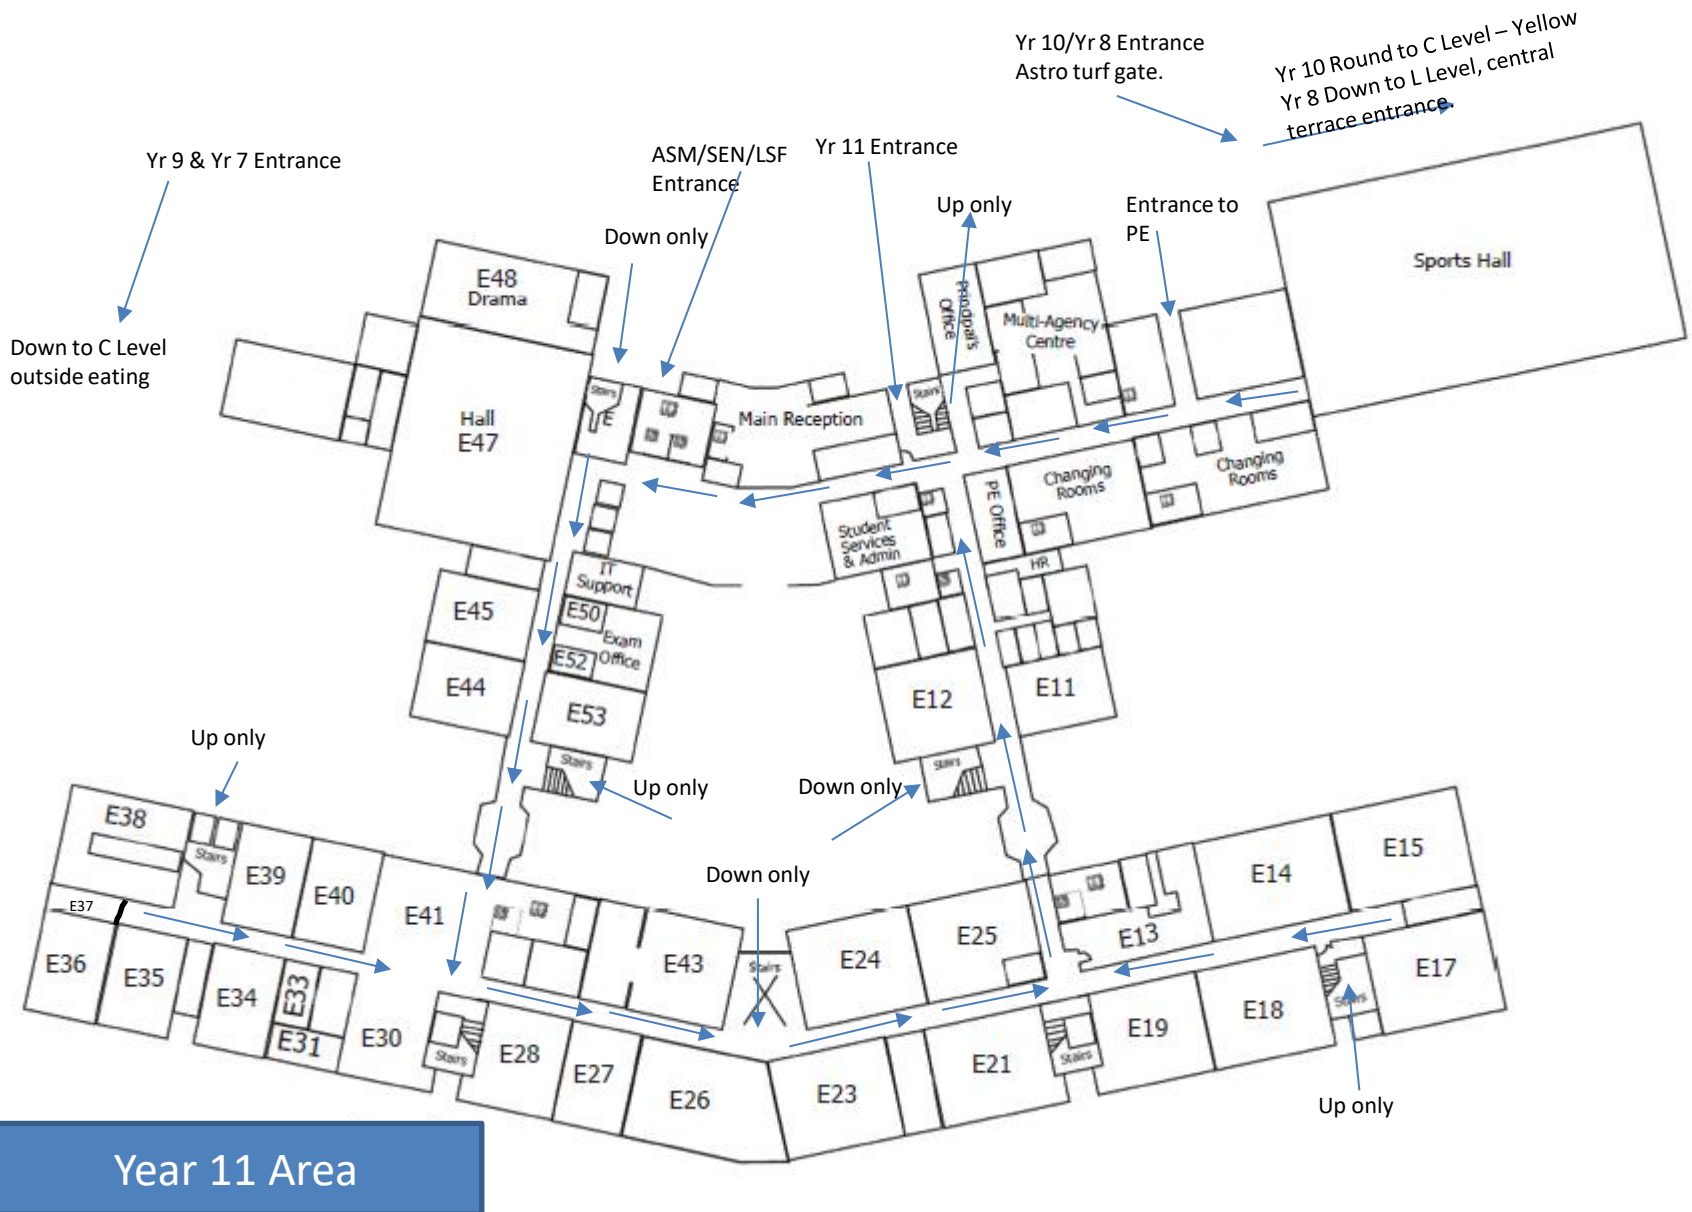 Yr 10/Yr 8 Entrance
Astro turf gate.
Yr 10 Round to C Level – Yellow
Yr 8 Down to L Level, central
terrace entrance.
Yr 9 & Yr 7 Entrance
ASM/SEN/LSF
Entrance
Yr 11 Entrance
Up only
Entrance to
PE
Down only
Down to C Level
outside eating
E48
Drama
Hall
E47
Stairs
E
Main Reception
Stairs
Principal's
Office
Multi-Agency
Centre
Sports Hall
Changing
Rooms
Changing
Rooms
PE Office
HR
Student
Services
& Admin
IT
Support
E50
Exam
Office
E52
E53
E45
E44
E12
E11
Stairs
Up only
Stairs
Down only
Up only
E38
Stairs
E39
E40
E41
E37
E36
E35
E34
E33
E31
E30
Stairs
E28
E27
E26
E43
Down only
Stairs
E24
E25
E23
E21
Stairs
E13
E14
E15
E17
E18
E19
Stairs
Up only
Year 11 Area